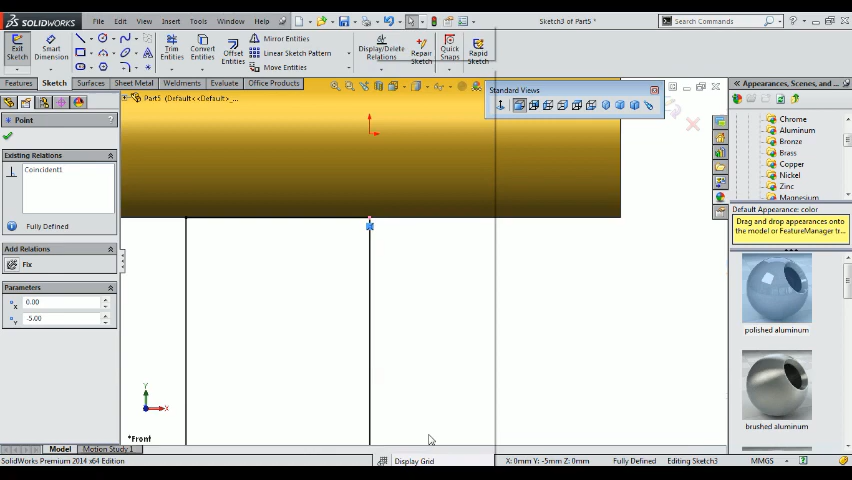 SOLIDWORKS File Edit View Insert Tools Window Help Sketch3 of Part5 * Search Commands
Exit Sketch Smart Dimension Trim Entities Convert Entities Offset Entities Mirror Entities Linear Sketch Pattern Move Entities Display/Delete Relations Repair Sketch Quick Snaps Rapid Sketch
Features Sketch Surfaces Sheet Metal Weldments Evaluate Office Products
Appearances, Scenes, and...
Standard Views
Part5 (Default<<Default>_...
Point ?
Existing Relations
Coincident1
Fully Defined
Add Relations
Fix
Parameters
0.00
-5.00
Y
X
*Front
Chrome
Aluminum
Bronze
Brass
Copper
Nickel
Zinc
Magnesium
Default Appearance: color
Drag and drop appearances onto
the model or FeatureManager tr...
polished aluminum
brushed aluminum
Model Motion Study 1
SolidWorks Premium 2014 x64 Edition Display Grid X: 0mm Y: -5mm Z: 0mm Fully Defined Editing Sketch3 MMGS